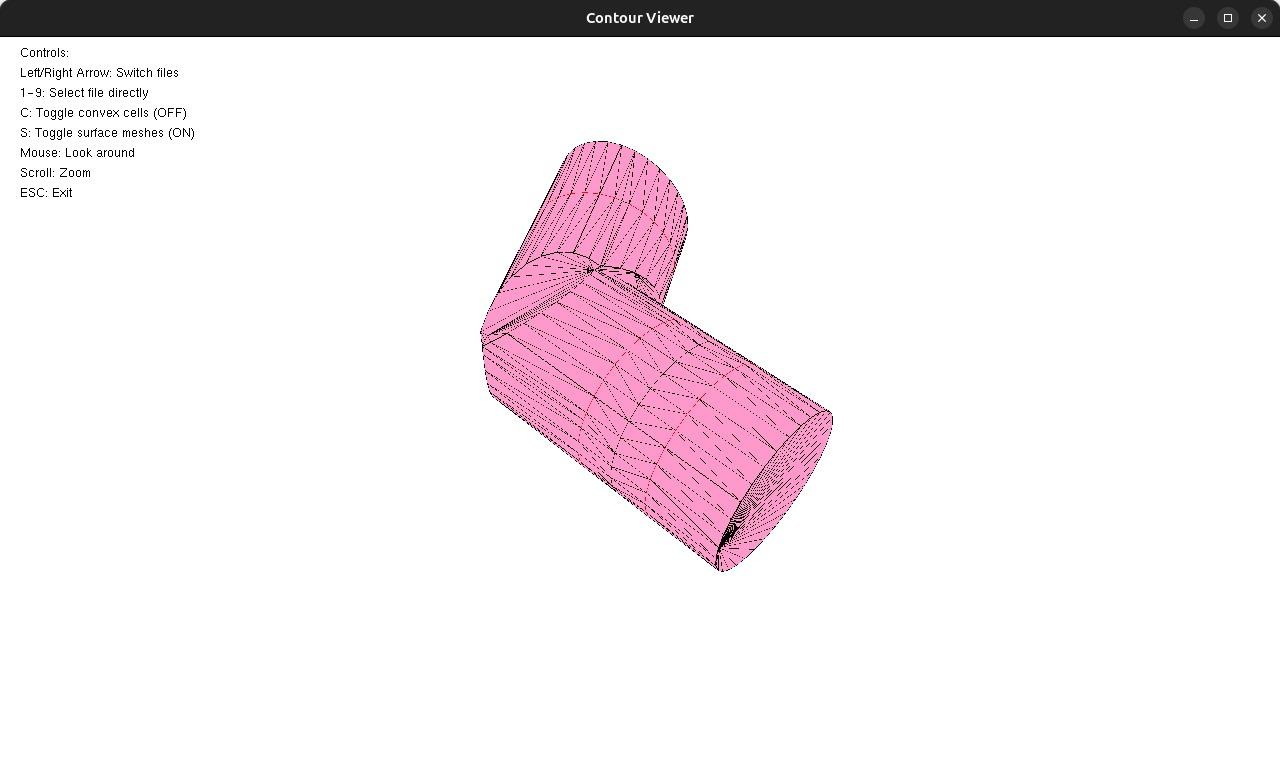 Contour Viewer
Controls:
Left/Right Arrow: Switch files
1-9: Select file directly
C: Toggle convex cells (OFF)
S: Toggle surface meshes (ON)
Mouse: Look around
Scroll: Zoom
ESC: Exit